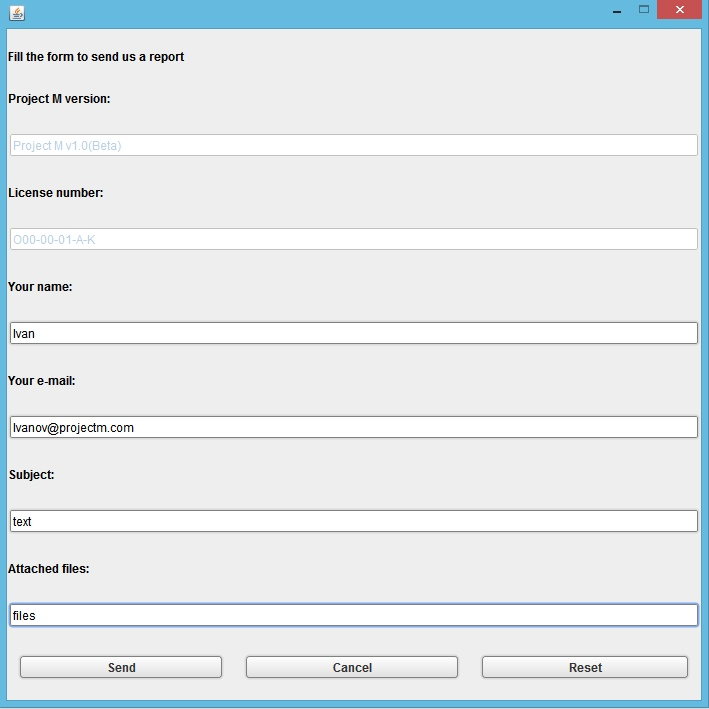 Fill the form to send us a report
Project M version:
Project M v1.0(Beta)
License number:
O00-00-01-A-K
Your name:
Ivan
Your e-mail:
Ivanov@projectm.com
Subject:
text
Attached files:
files
Send Cancel Reset